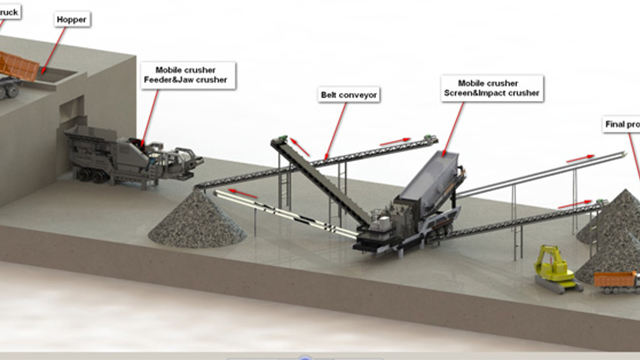 ruck
Hopper
Mobile crusher
Feeder&Jaw crusher
Belt conveyor
Mobile crusher
Screen&Impact crusher
Final pro